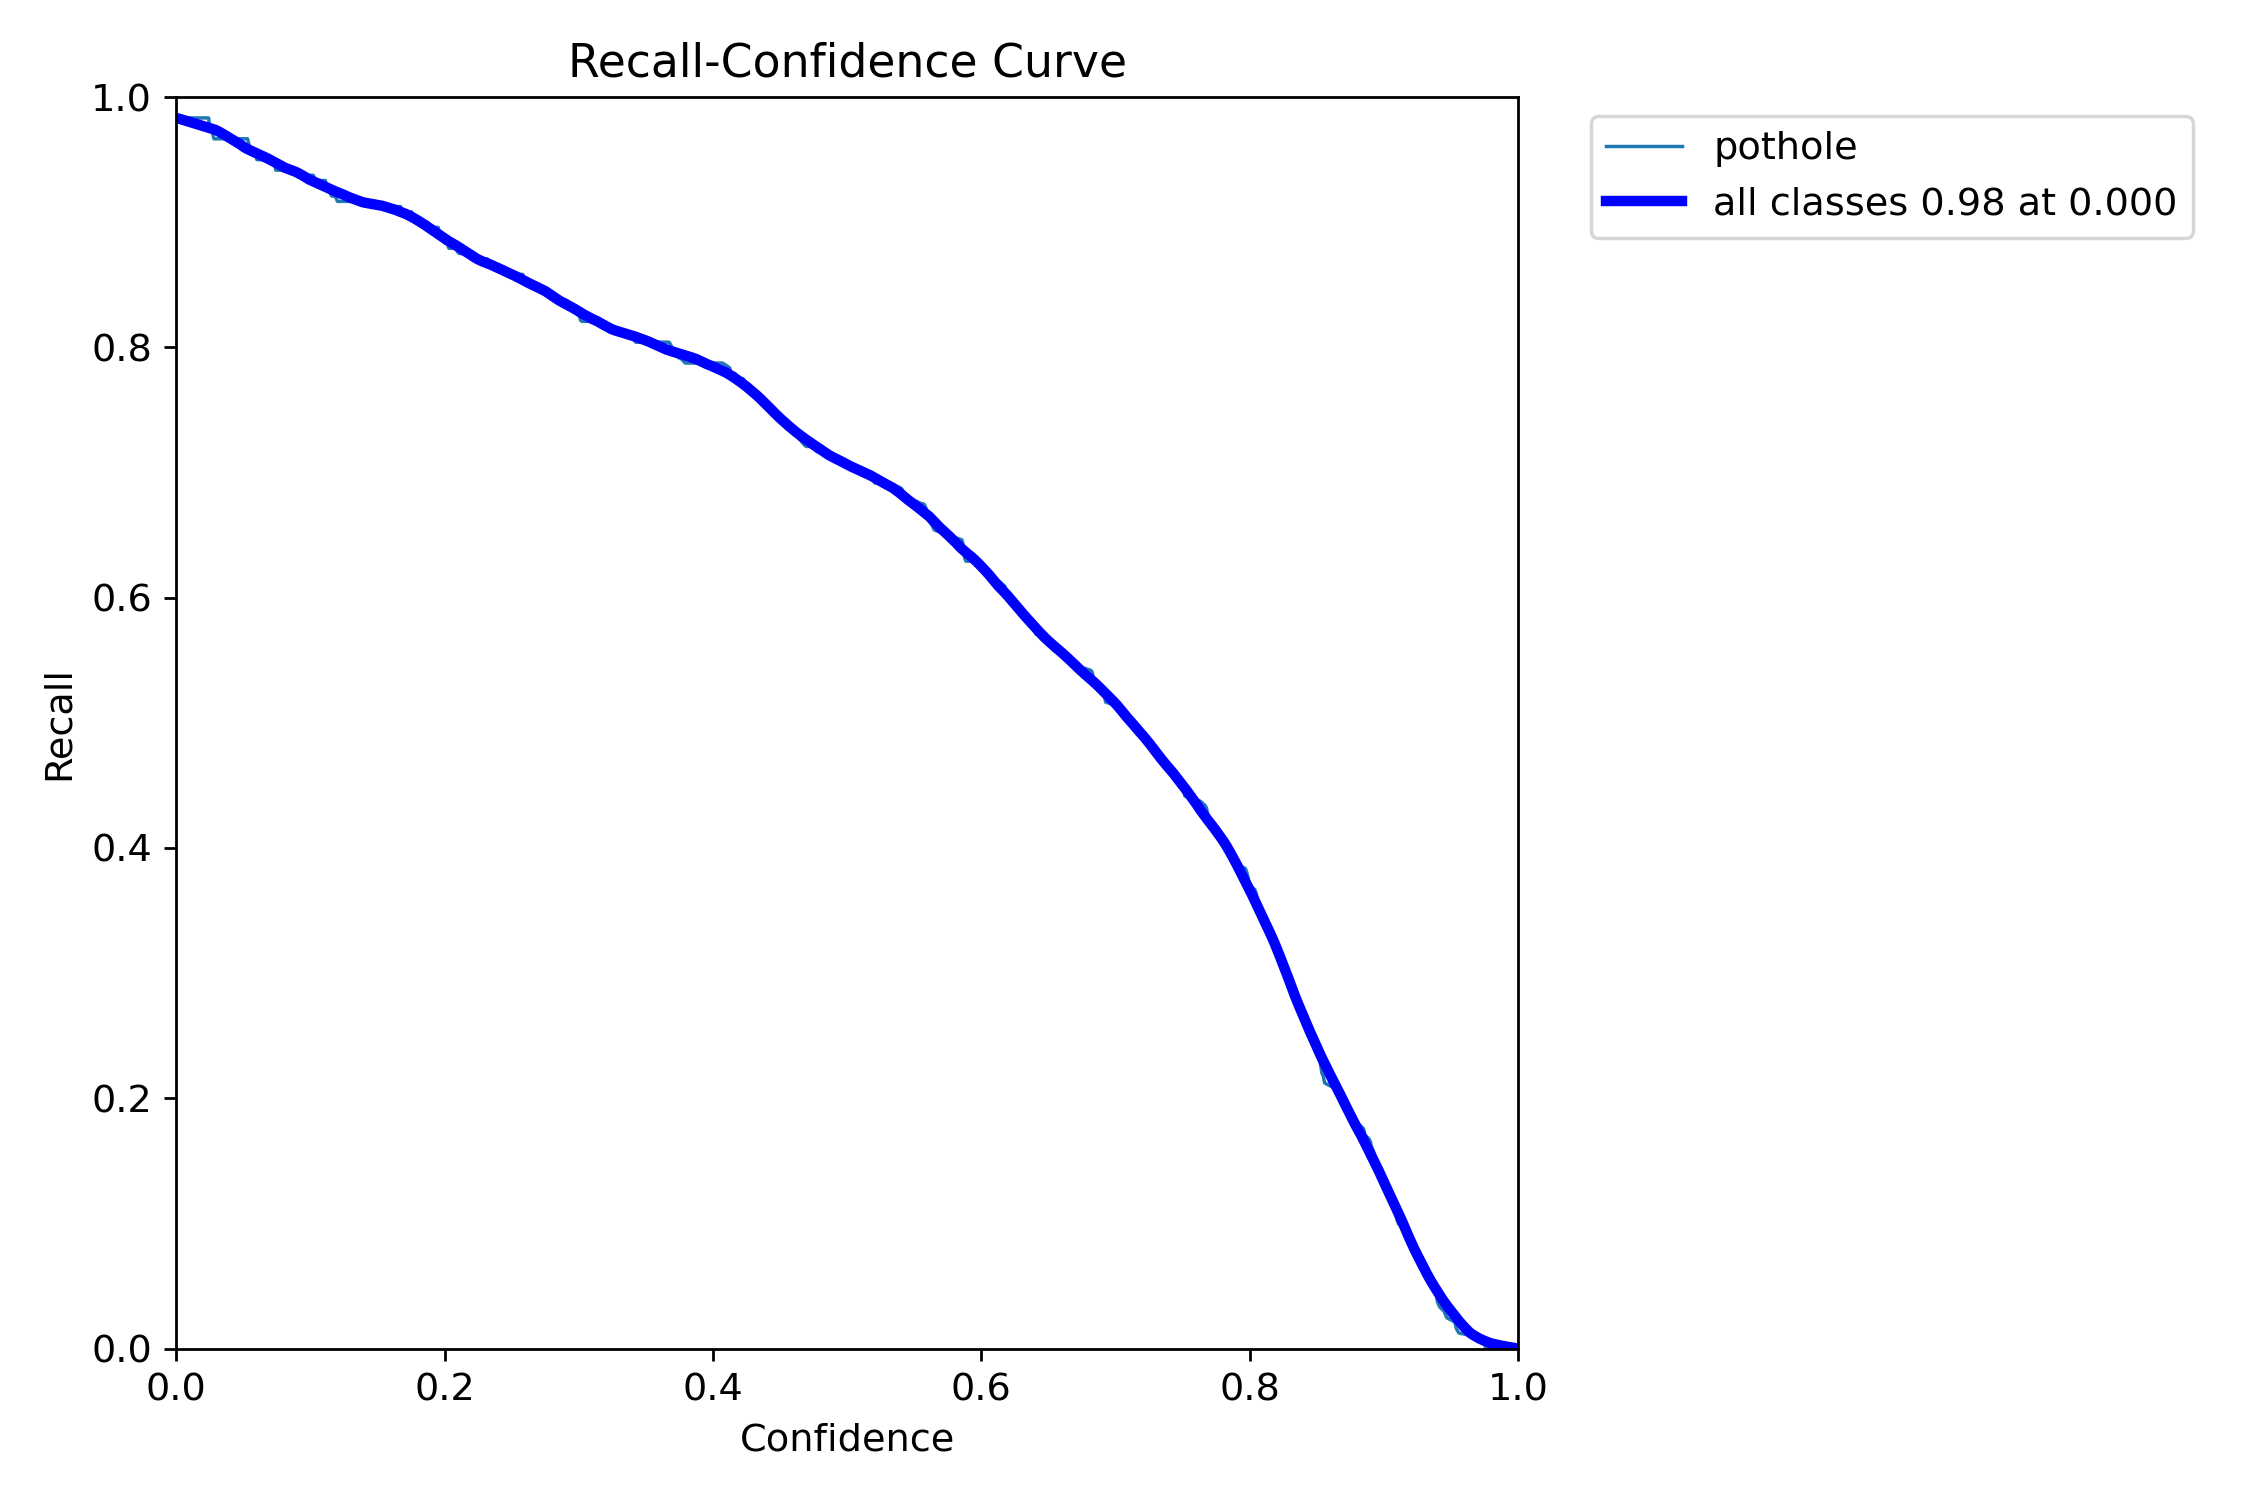 Recall-Confidence Curve
1.0
0.8
0.6
0.4
0.2
0.0
Recall
0.0 0.2 0.4 0.6 0.8 1.0
Confidence
pothole
all classes 0.98 at 0.000